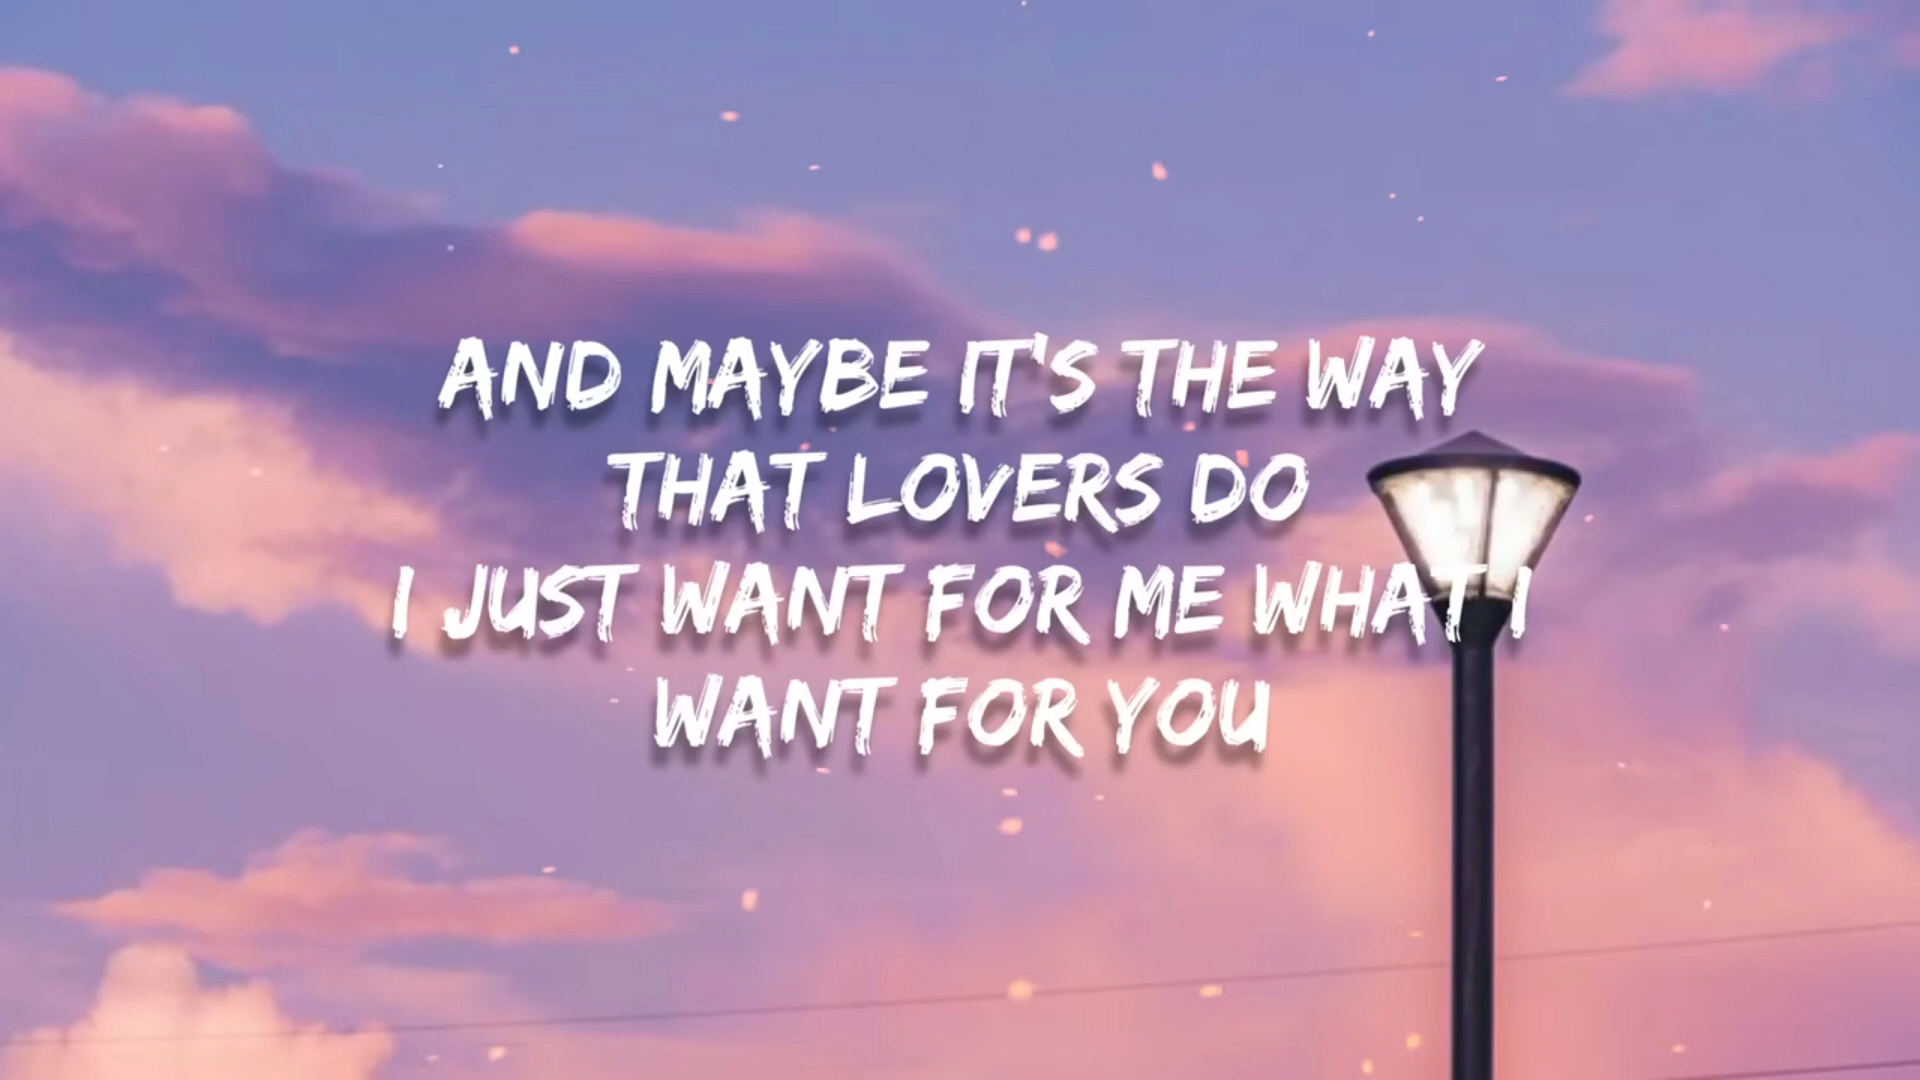 AND MAYBE IT'S THE WAY
THAT LOVERS DO
I JUST WANT FOR ME WHAT I
WANT FOR YOU